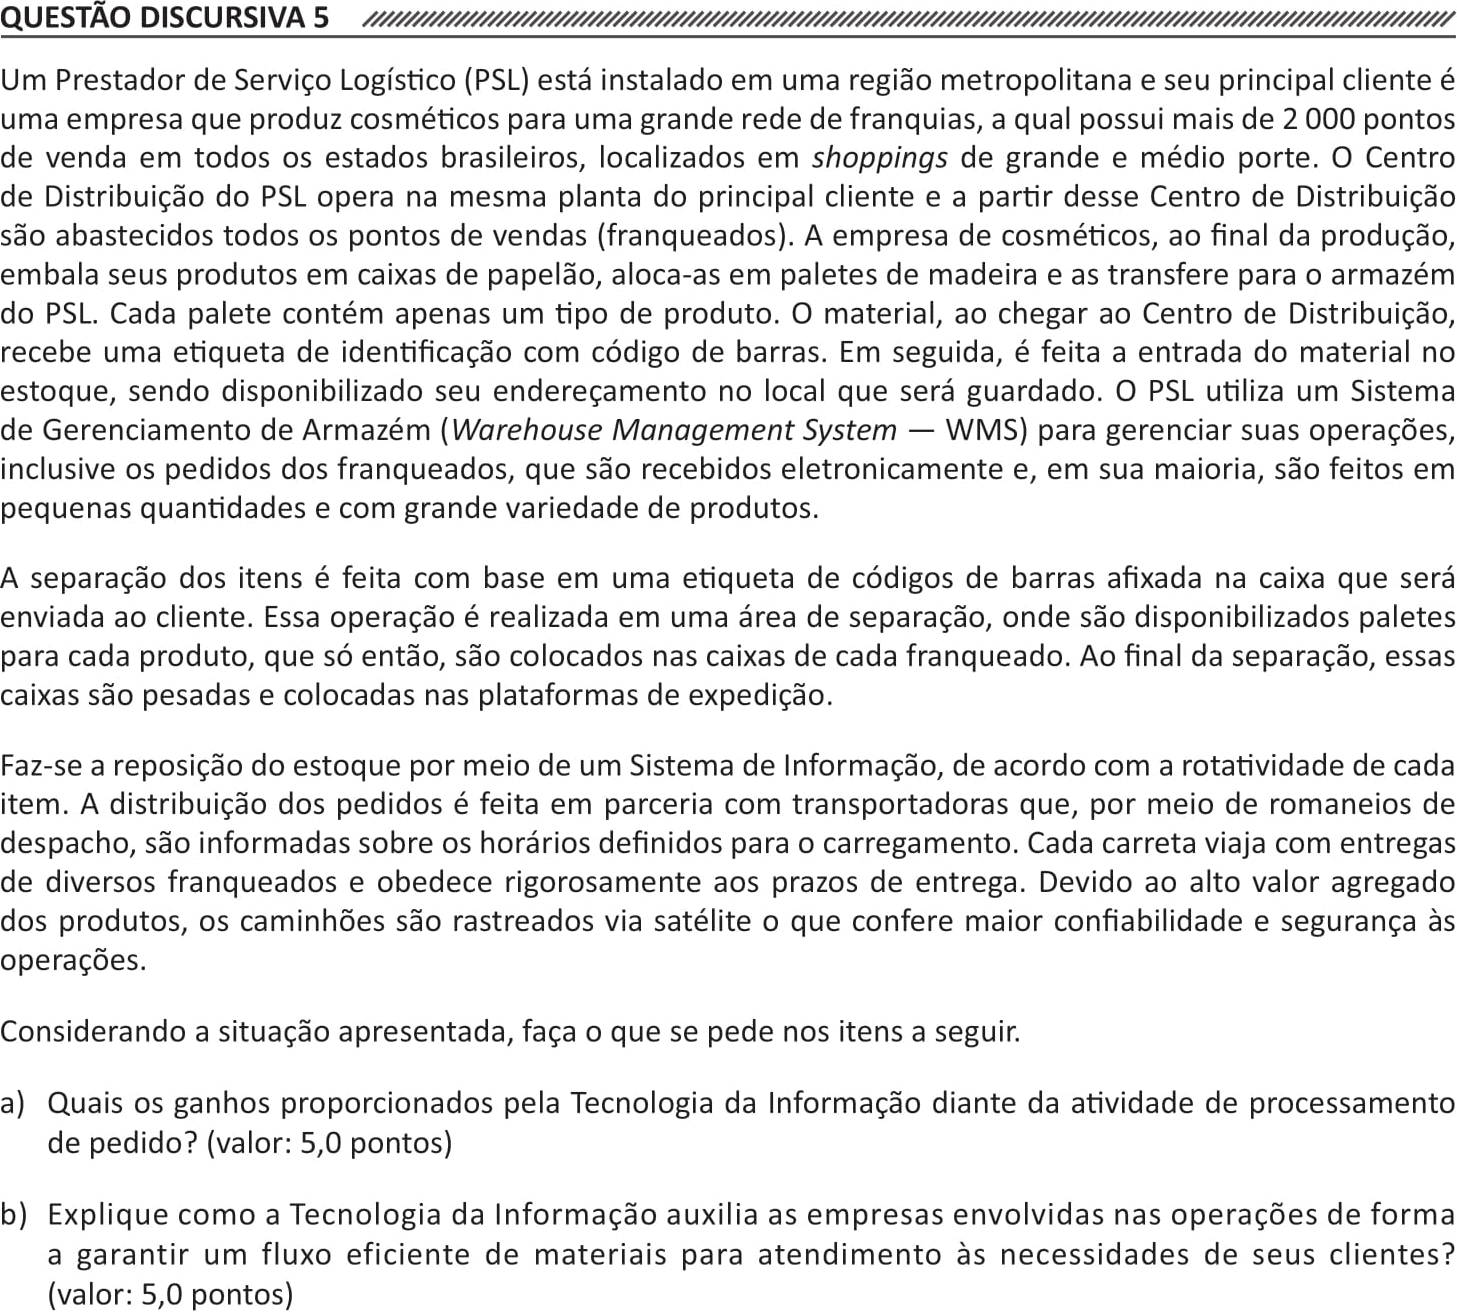 QUESTÃO DISCURSIVA 5
Um Prestador de Serviço Logístico (PSL) está instalado em uma região metropolitana e seu principal cliente é
uma empresa que produz cosméticos para uma grande rede de franquias, a qual possui mais de 2 000 pontos
de venda em todos os estados brasileiros, localizados em shoppings de grande e médio porte. O Centro
de Distribuição do PSL opera na mesma planta do principal cliente e a partir desse Centro de Distribuição
são abastecidos todos os pontos de vendas (franqueados). A empresa de cosméticos, ao final da produção,
embala seus produtos em caixas de papelão, aloca-as em paletes de madeira e as transfere para o armazém
do PSL. Cada palete contém apenas um tipo de produto. O material, ao chegar ao Centro de Distribuição,
recebe uma etiqueta de identificação com código de barras. Em seguida, é feita a entrada do material no
estoque, sendo disponibilizado seu endereçamento no local que será guardado. O PSL utiliza um Sistema
de Gerenciamento de Armazém (Warehouse Management System — WMS) para gerenciar suas operações,
inclusive os pedidos dos franqueados, que são recebidos eletronicamente e, em sua maioria, são feitos em
pequenas quantidades e com grande variedade de produtos.
A separação dos itens é feita com base em uma etiqueta de códigos de barras afixada na caixa que será
enviada ao cliente. Essa operação é realizada em uma área de separação, onde são disponibilizados paletes
para cada produto, que só então, são colocados nas caixas de cada franqueado. Ao final da separação, essas
caixas são pesadas e colocadas nas plataformas de expedição.
Faz-se a reposição do estoque por meio de um Sistema de Informação, de acordo com a rotatividade de cada
item. A distribuição dos pedidos é feita em parceria com transportadoras que, por meio de romaneios de
despacho, são informadas sobre os horários definidos para o carregamento. Cada carreta viaja com entregas
de diversos franqueados e obedece rigorosamente aos prazos de entrega. Devido ao alto valor agregado
dos produtos, os caminhões são rastreados via satélite o que confere maior confiabilidade e segurança às
operações.
Considerando a situação apresentada, faça o que se pede nos itens a seguir.
a) Quais os ganhos proporcionados pela Tecnologia da Informação diante da atividade de processamento
de pedido? (valor: 5,0 pontos)
b) Explique como a Tecnologia da Informação auxilia as empresas envolvidas nas operações de forma
a garantir um fluxo eficiente de materiais para atendimento às necessidades de seus clientes?
(valor: 5,0 pontos)